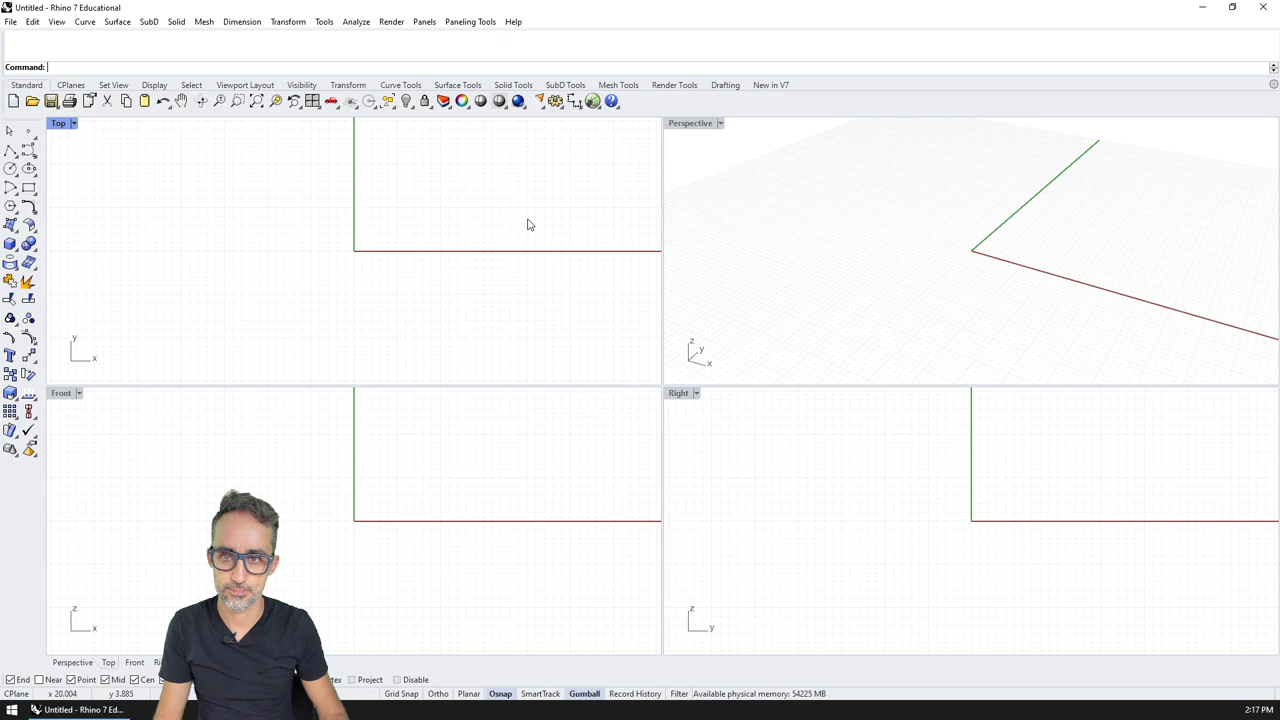 Untitled - Rhino 7 Educational
File Edit View Curve Surface SubD Solid Mesh Dimension Transform Tools Analyze Render Panels Paneling Tools Help
Command:
Standard CPlanes Set View Display Select Viewport Layout Visibility Transform Curve Tools Surface Tools Solid Tools SubD Tools Mesh Tools Render Tools Drafting New in V7
Top
Perspective
y
x
z
y
x
Front
Right
z
x
z
y
Perspective Top Front
End Near Point Mid Cen Project Disable
CPlane x 20.004 y 3.885 Grid Snap Ortho Planar Osnap SmartTrack Gumball Record History Filter Available physical memory: 54225 MB
Untitled - Rhino 7 Ed... 2:17 PM